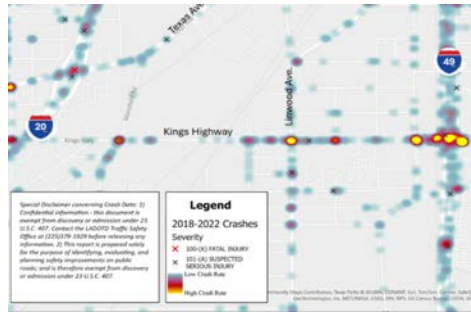 Texas Ave.
49
20
Kings Highway
Linwood Ave.
Kings Hwy
Special Disclaimer concerning Crash Data: 1)
Confidential information - this document is
exempt from discovery or admission under 23
U.S.C. 407. Contact the LADOTD Traffic Safety
Office at (225)379-1929 before releasing any
information. 2) This report is prepared solely
for the purpose of identifying, evaluating, and
planning safety improvements on public
roads; and is therefore exempt from discovery
or admission under 23 U.S.C. 407.
Legend
2018-2022 Crashes
Severity
100-(K) FATAL INJURY
101-(A) SUSPECTED
SERIOUS INJURY
Low Crash Rate
High Crash Rate